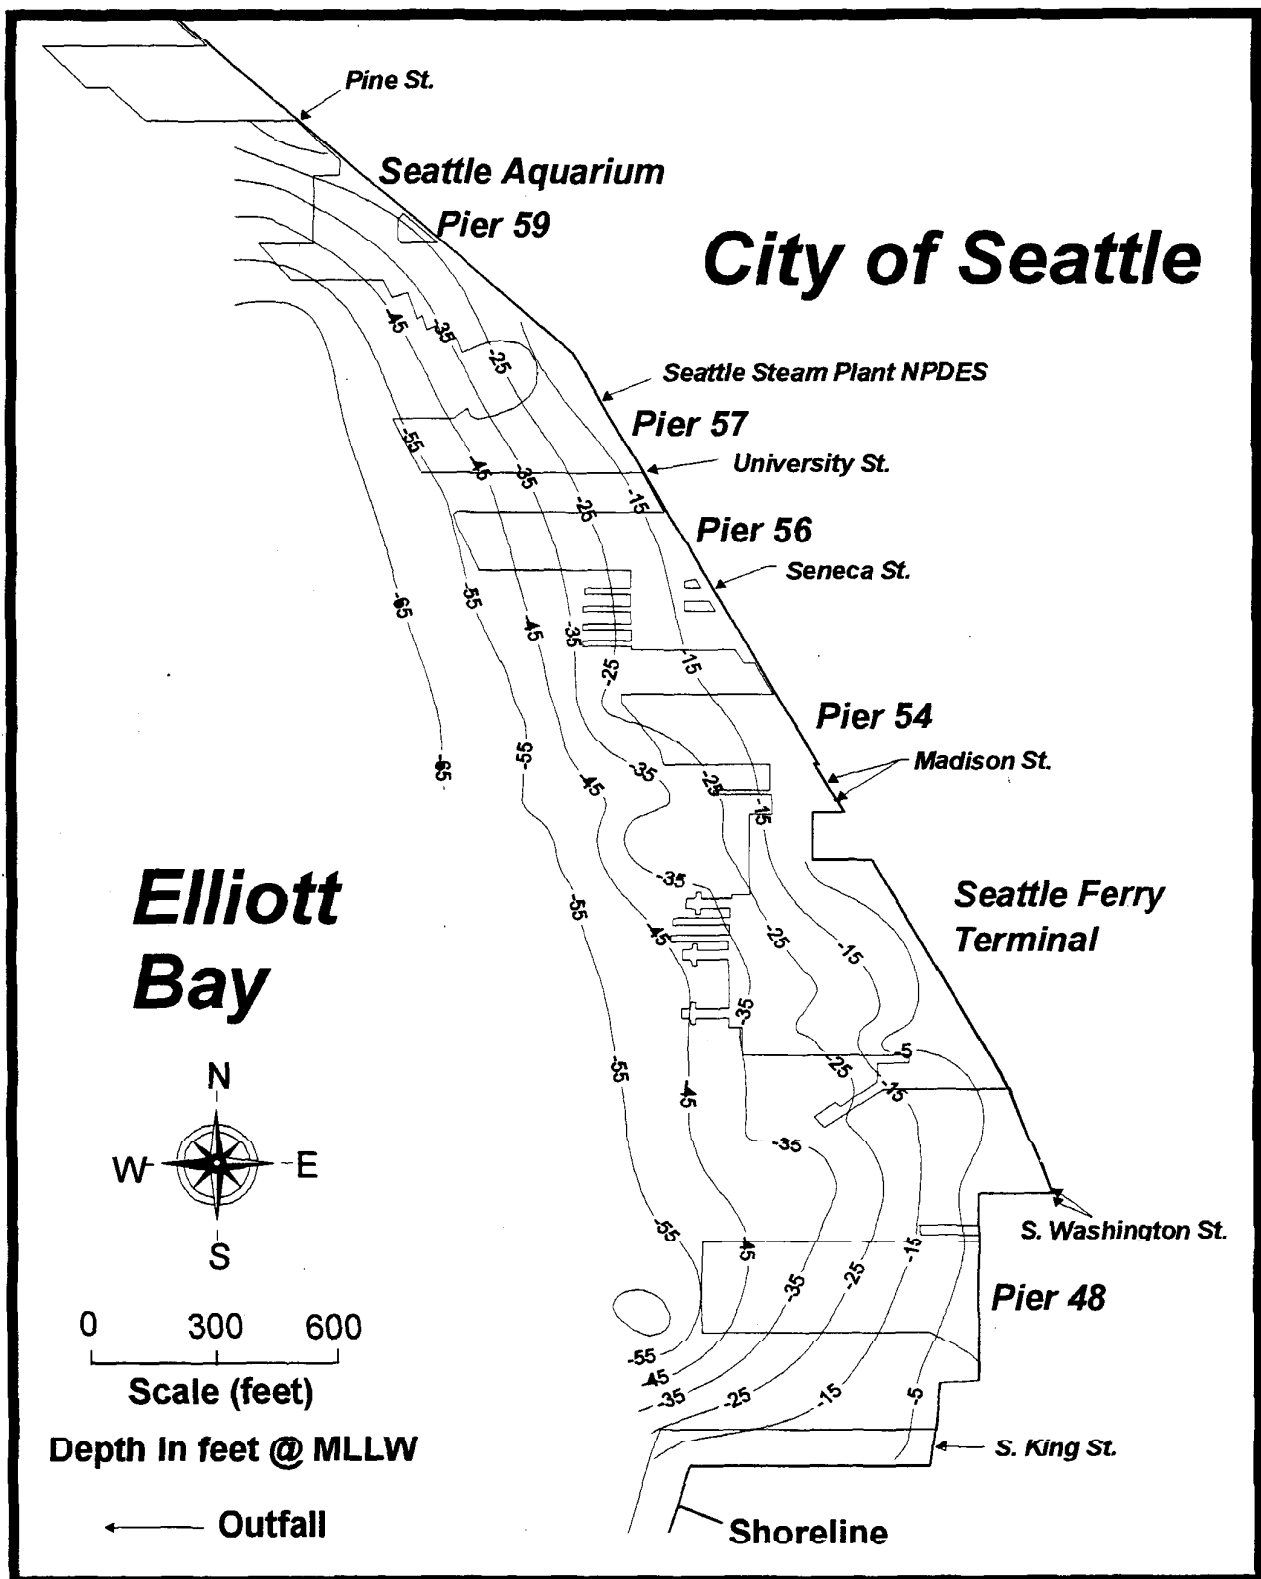 Pine St.
Seattle Aquarium
Pier 59
City of Seattle
-45
-35
-25
Seattle Steam Plant NPDES
Pier 57
-55
-45
-35
University St.
-25
-15
Pier 56
Seneca St.
-65
-55
-45
-35
-25
-15
Pier 54
-55
-65
-45
-35
-25
-15
Madison St.
Elliott
Bay
-35
-55
-45
-25
-15
Seattle Ferry
Terminal
-35
-5
-25
-15
-55
-45
-35
N
W
E
S
-55
-45
-35
-25
-15
S. Washington St.
Pier 48
0 300 600
Scale (feet)
-55
-45
-35
-25
-15
-5
Depth In feet @ MLLW
S. King St.
Outfall
Shoreline